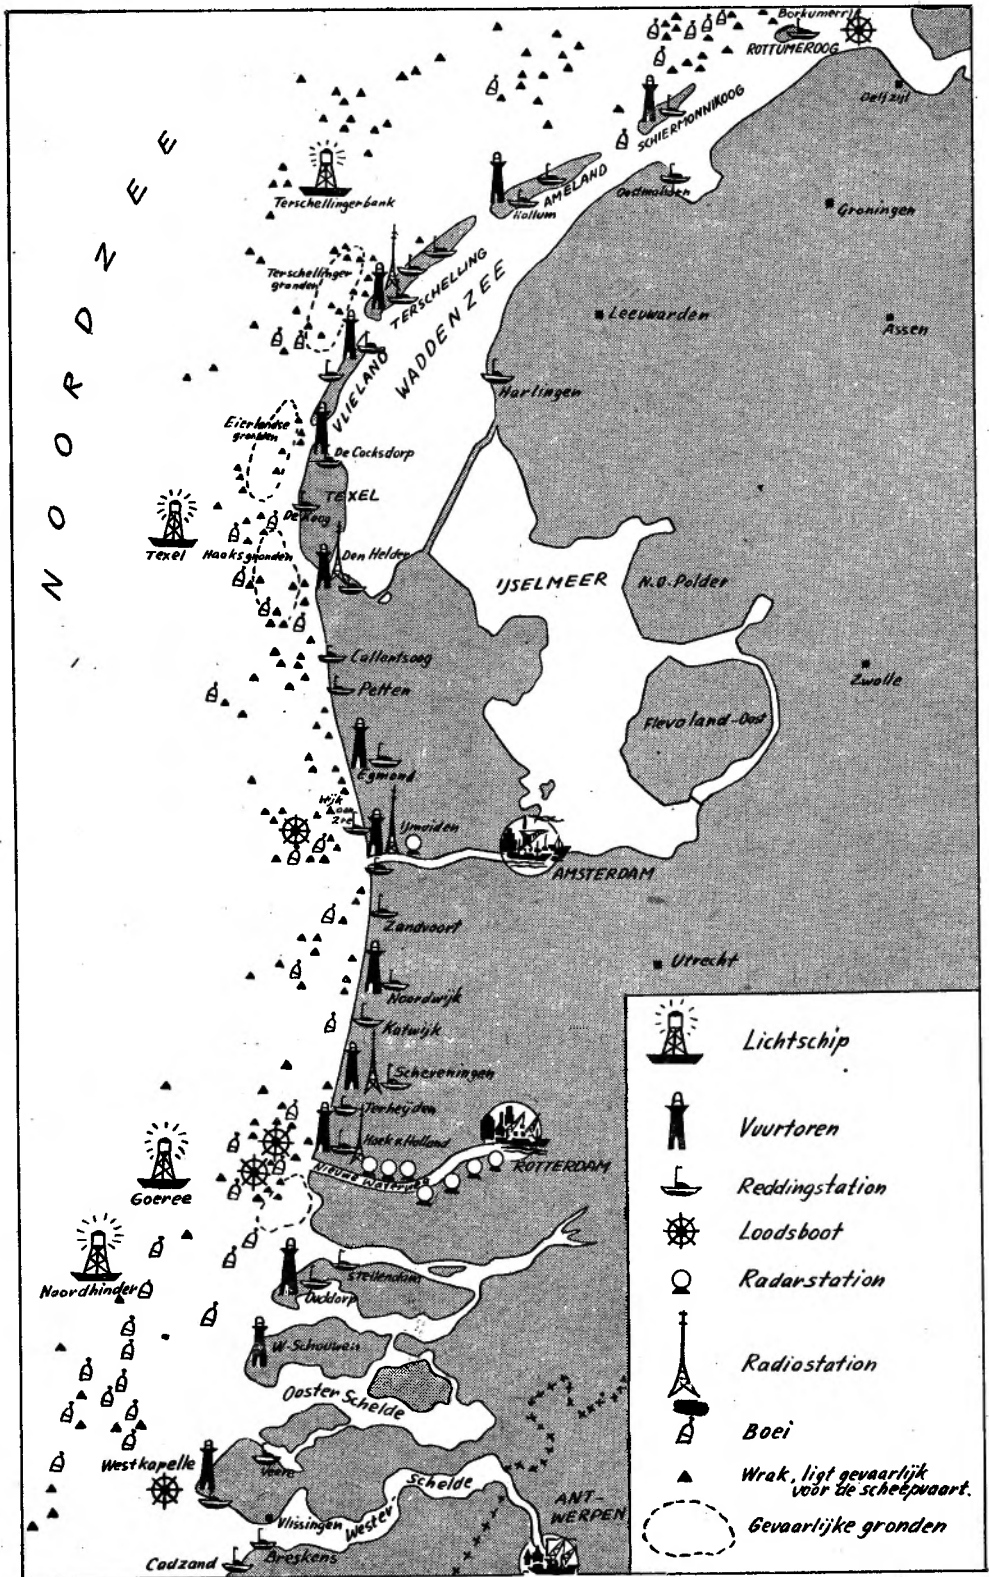 Borkumerrif
ROTTUMEROOG
Delfzijl
SCHIERMONNIKOOG
NOORDZEE
Terschellingerbank
AMELAND
Hollum
Oostmahorn
Groningen
Terschellinger
gronden
TERSCHELLING
WADDENZEE
Leeuwarden
Assen
VLIELAND
Harlingen
Eierlandse
gronden
De Cocksdorp
TEXEL
De Koog
Texel
Haaksgronden
Den Helder
IJSELMEER
N.O-Polder
Callantsoog
Petten
Zwolle
Flevoland-Oost
Egmond
Wijk
aan
Zee
IJmuiden
AMSTERDAM
Zandvoort
Utrecht
Noordwijk
Katwijk
Scheveningen
Terheijden
Hoek v Holland
Nieuwe Waterweg
ROTTERDAM
Goeree
Noordhinder
Stellendam
Ouddorp
W-Schouwen
Ooster Schelde
Westkapelle
Veere
Wester-
Schelde
Vlissingen
ANT-
WERPEN
Breskens
Cadzand
Lichtschip
Vuurtoren
Reddingstation
Loodsboot
Radarstation
Radiostation
Boei
Wrak, ligt gevaarlijk
voor de scheepvaart.
Gevaarlijke gronden